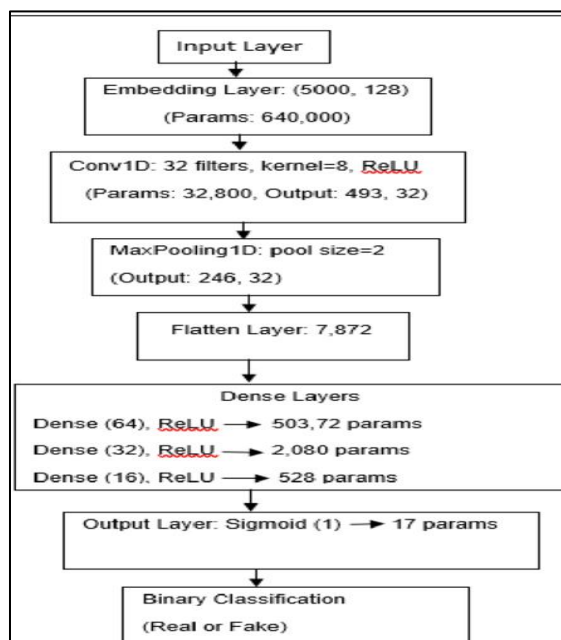 Input Layer
Embedding Layer: (5000, 128)
(Params: 640,000)
Conv1D: 32 filters, kernel=8, ReLU
(Params: 32,800, Output: 493, 32)
MaxPooling1D: pool size=2
(Output: 246, 32)
Flatten Layer: 7,872
Dense Layers
Dense (64), ReLU → 503,72 params
Dense (32), ReLU → 2,080 params
Dense (16), ReLU → 528 params
Output Layer: Sigmoid (1) → 17 params
Binary Classification
(Real or Fake)